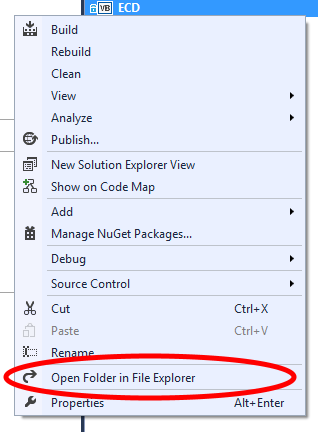 VB ECD
Build
Rebuild
Clean
View
Analyze
Publish...
New Solution Explorer View
Show on Code Map
Add
Manage NuGet Packages...
Debug
Source Control
Cut Ctrl+X
Paste Ctrl+V
Rename
Open Folder in File Explorer
Properties Alt+Enter